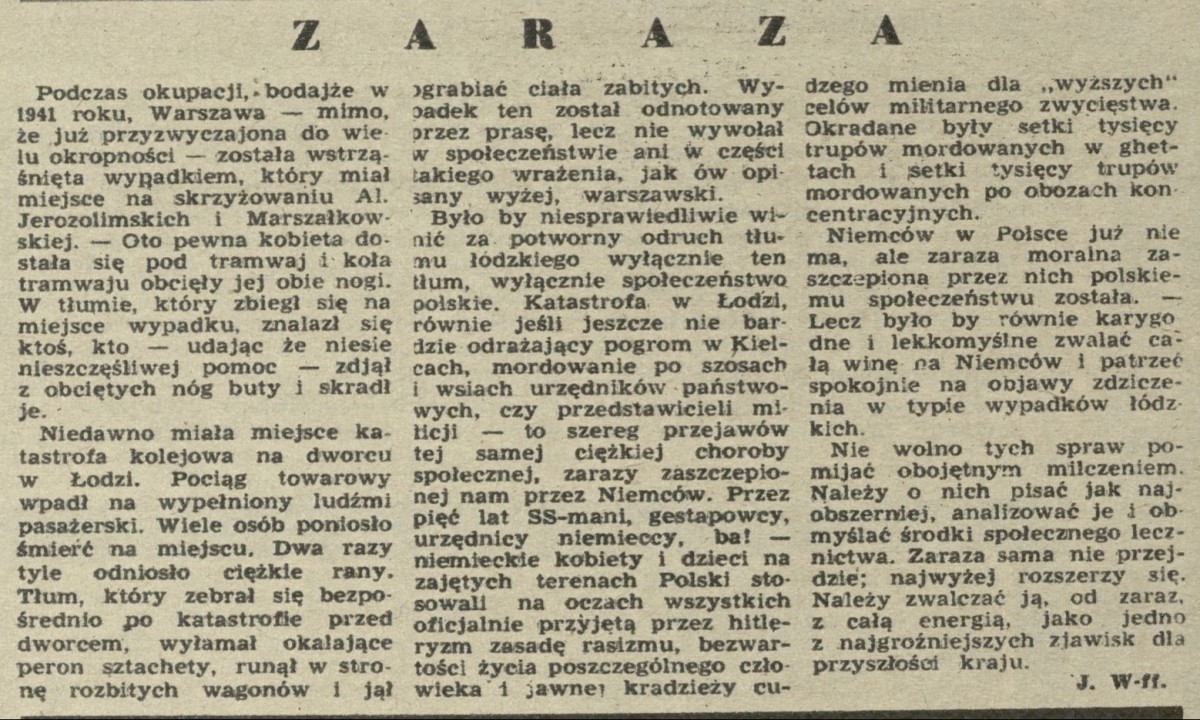 ZARAZA
Podczas okupacji, bodajże w
1941 roku, Warszawa — mimo,
że już przyzwyczajona do wie-
lu okropności — została wstrzą-
śnięta wypadkiem, który miał
miejsce na skrzyżowaniu Al.
Jerozolimskich i Marszałkow-
skiej. — Oto pewna kobieta do-
stała się pod tramwaj i koła
tramwaju obcięły jej obie nogi.
W tłumie, który zbiegł się na
miejsce wypadku, znalazł się
ktoś, kto — udając że niesie
nieszczęśliwej pomoc — zdjął
z obciętych nóg buty i skradł
je.
Niedawno miała miejsce ka-
tastrofa kolejowa na dworcu
w Łodzi. Pociąg towarowy
wpadł na wypełniony ludźmi
pasażerski. Wiele osób poniosło
śmierć na miejscu. Dwa razy
tyle odniosło ciężkie rany.
Tłum, który zebrał się bezpo-
średnio po katastrofie przed
dworcem, wyłamał okalające
peron sztachety, runął w stro-
nę rozbitych wagonów i jął
ograbiać ciała zabitych. Wy-
padek ten został odnotowany
przez prasę, lecz nie wywołał
w społeczeństwie ani w części
takiego wrażenia, jak ów opi-
sany wyżej, warszawski.
Było by niesprawiedliwie wi-
nić za potworny odruch tłu-
mu łódzkiego wyłącznie ten
tłum, wyłącznie społeczeństwo
polskie. Katastrofa w Łodzi,
równie jeśli jeszcze nie bar-
dzie odrażający pogrom w Kiel-
cach, mordowanie po szosach
i wsiach urzędników państwo-
wych, czy przedstawicieli mi-
licji — to szereg przejawów
tej samej ciężkiej choroby
społecznej, zarazy zaszczepio-
nej nam przez Niemców. Przez
pięć lat SS-mani, gestapowcy,
urzędnicy niemieccy, ba! —
niemieckie kobiety i dzieci na
zajętych terenach Polski sto-
sowali na oczach wszystkich
oficjalnie przyjętą przez hitle-
ryzm zasadę rasizmu, bezwar-
tości życia poszczególnego czło-
wieka i jawnej kradzieży cu-
dzego mienia dla „wyższych“
celów militarnego zwycięstwa.
Okradane były setki tysięcy
trupów mordowanych w ghet-
tach i setki tysięcy trupów
mordowanych po obozach kon-
centracyjnych.
Niemców w Polsce już nie
ma, ale zaraza moralna za-
szczepiona przez nich polskie-
mu społeczeństwu została. —
Lecz było by równie karygo
dne i lekkomyślne zwalać ca-
łą winę na Niemców i patrzeć
spokojnie na objawy zdzicze-
nia w typie wypadków łódz-
kich.
Nie wolno tych spraw po-
mijać obojętnym milczeniem.
Należy o nich pisać jak naj-
obszerniej, analizować je i ob-
myślać środki społecznego lecz-
nictwa. Zaraza sama nie przej-
dzie; najwyżej rozszerzy się.
Należy zwalczać ją, od zaraz,
z całą energią, jako jedno
z najgroźniejszych zjawisk dla
przyszłości kraju.
J. W-ff.